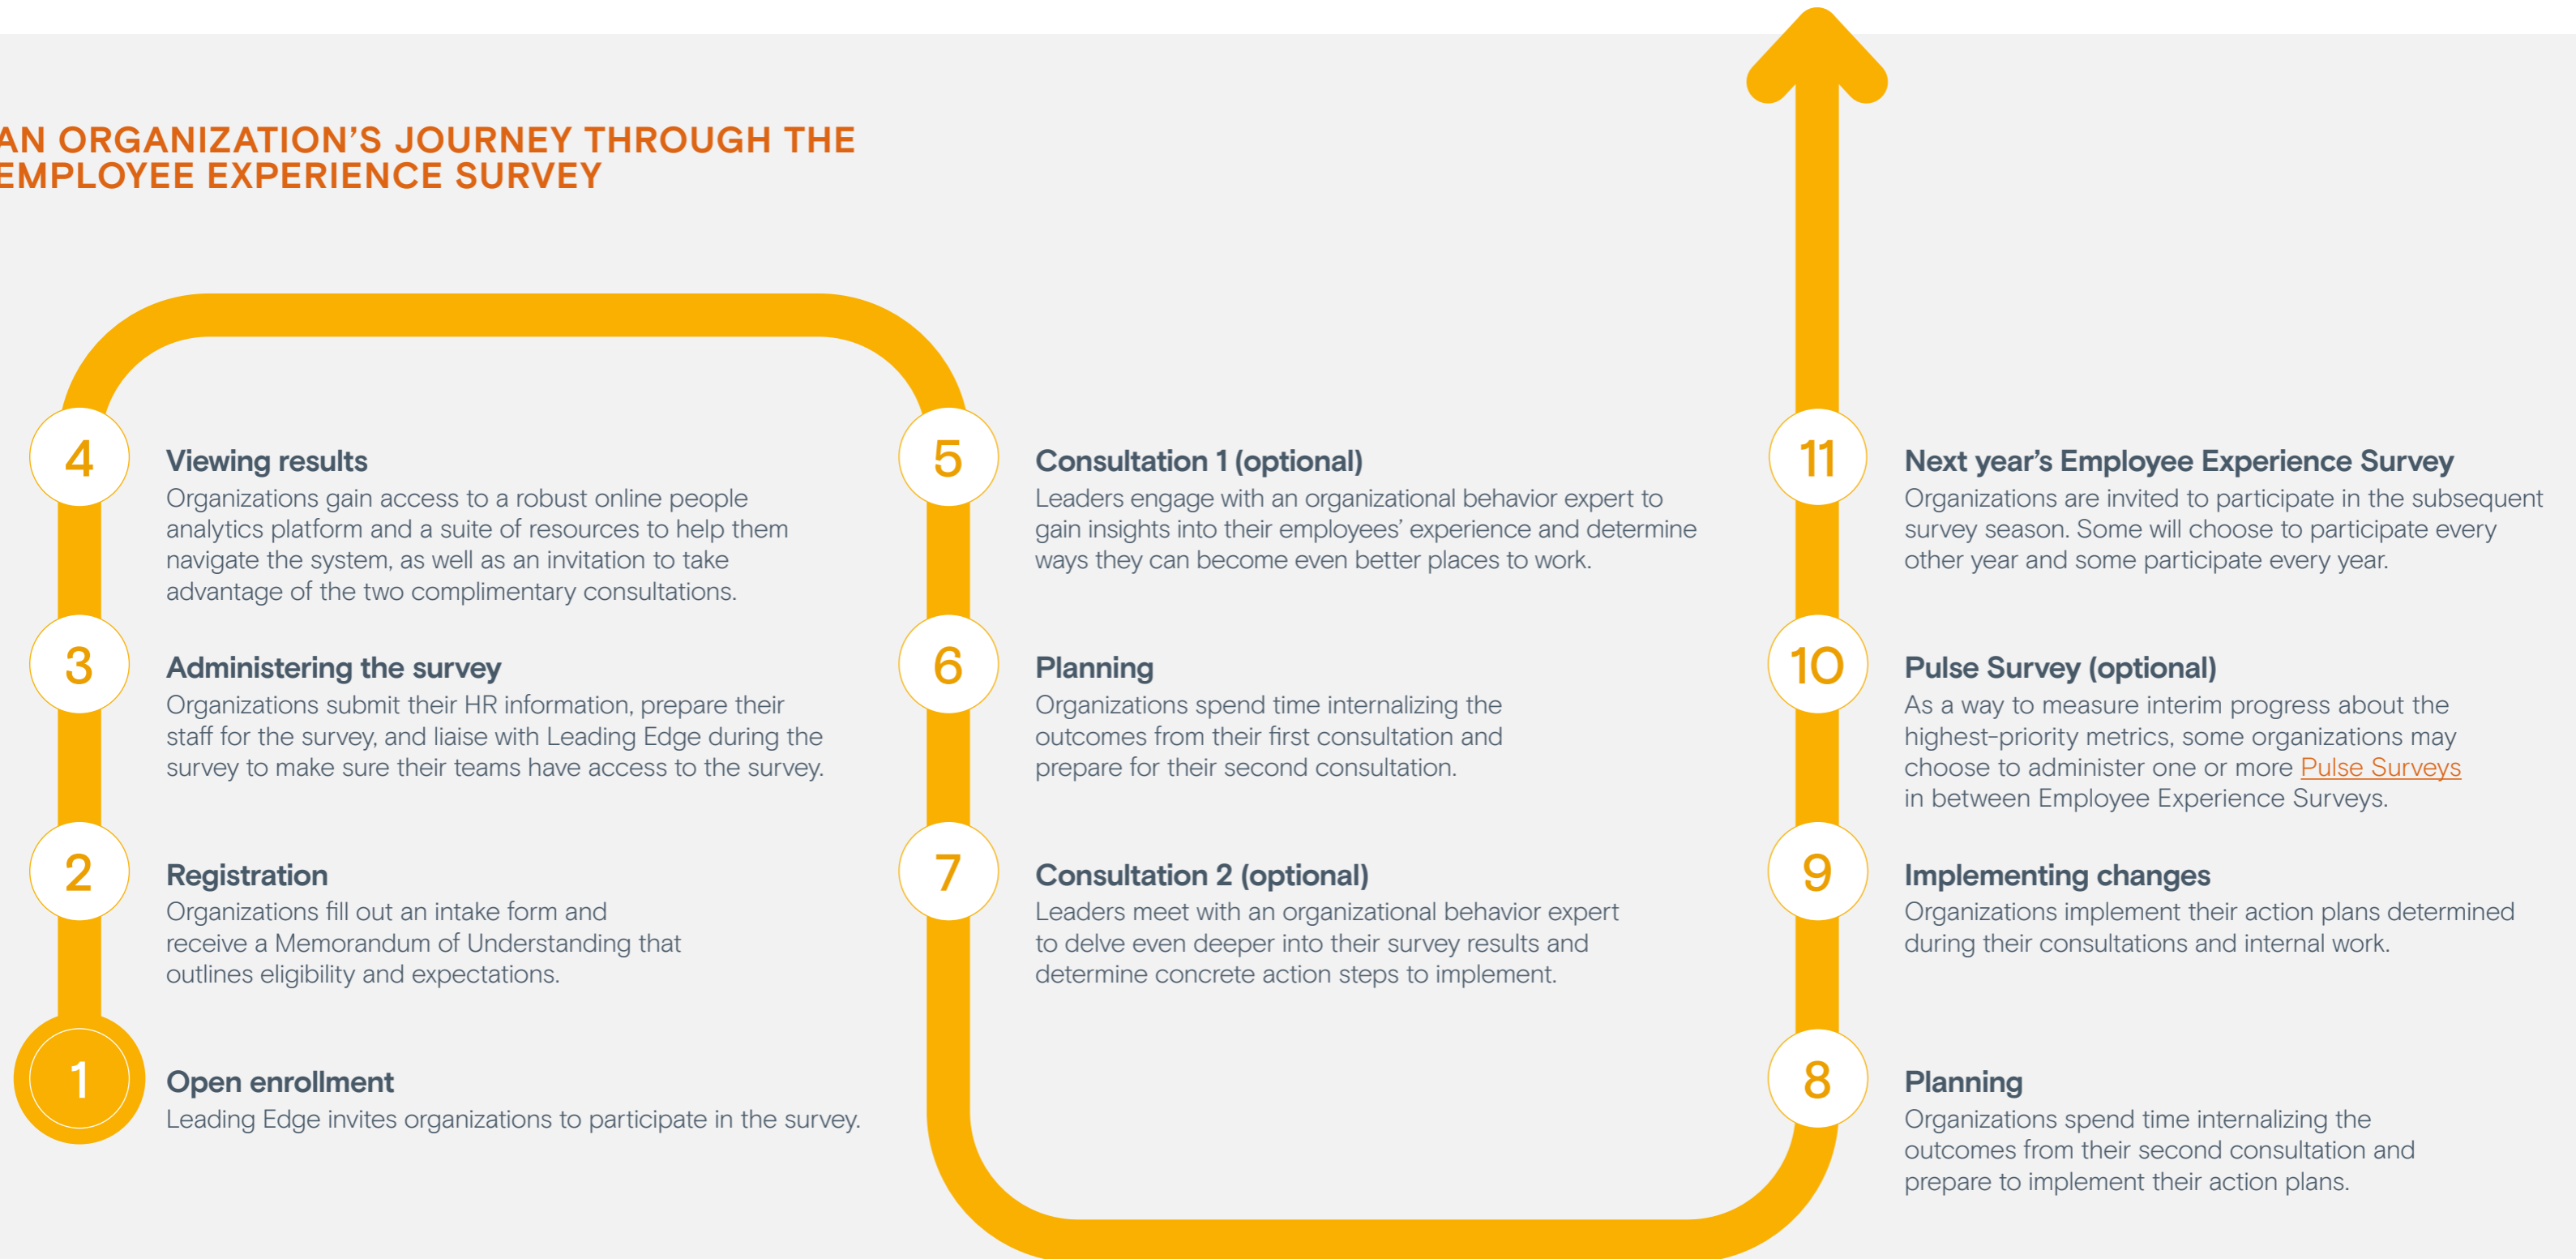 AN ORGANIZATION’S JOURNEY THROUGH THE
EMPLOYEE EXPERIENCE SURVEY
4
Viewing results
Organizations gain access to a robust online people
analytics platform and a suite of resources to help them
navigate the system, as well as an invitation to take
advantage of the two complimentary consultations.
3
Administering the survey
Organizations submit their HR information, prepare their
staff for the survey, and liaise with Leading Edge during the
survey to make sure their teams have access to the survey.
2
Registration
Organizations fill out an intake form and
receive a Memorandum of Understanding that
outlines eligibility and expectations.
1
Open enrollment
Leading Edge invites organizations to participate in the survey.
5
Consultation 1 (optional)
Leaders engage with an organizational behavior expert to
gain insights into their employees’ experience and determine
ways they can become even better places to work.
6
Planning
Organizations spend time internalizing the
outcomes from their first consultation and
prepare for their second consultation.
7
Consultation 2 (optional)
Leaders meet with an organizational behavior expert
to delve even deeper into their survey results and
determine concrete action steps to implement.
11
Next year’s Employee Experience Survey
Organizations are invited to participate in the subsequent
survey season. Some will choose to participate every
other year and some participate every year.
10
Pulse Survey (optional)
As a way to measure interim progress about the
highest-priority metrics, some organizations may
choose to administer one or more Pulse Surveys
in between Employee Experience Surveys.
9
Implementing changes
Organizations implement their action plans determined
during their consultations and internal work.
8
Planning
Organizations spend time internalizing the
outcomes from their second consultation and
prepare to implement their action plans.